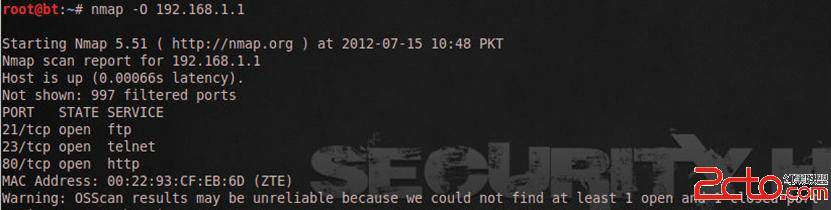 root@bt:~# nmap -O 192.168.1.1
Starting Nmap 5.51 ( http://nmap.org ) at 2012-07-15 10:48 PKT
Nmap scan report for 192.168.1.1
Host is up (0.00066s latency).
Not shown: 997 filtered ports
PORT   STATE SERVICE
21/tcp open  ftp
23/tcp open  telnet
80/tcp open  http
MAC Address: 00:22:93:CF:EB:6D (ZTE)
Warning: OSScan results may be unreliable because we could not find at least 1 open and 1
SECURITY
2cto.com